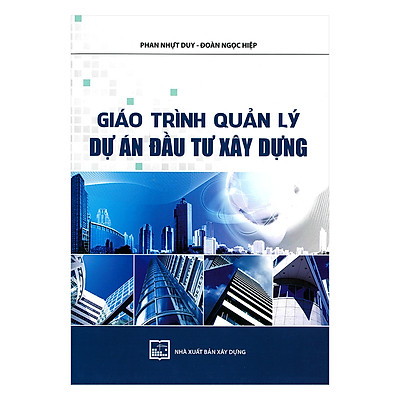 PHAN NHỰT DUY - ĐOÀN NGỌC HIỆP
GIÁO TRÌNH QUẢN LÝ
DỰ ÁN ĐẦU TƯ XÂY DỰNG
NHÀ XUẤT BẢN XÂY DỰNG